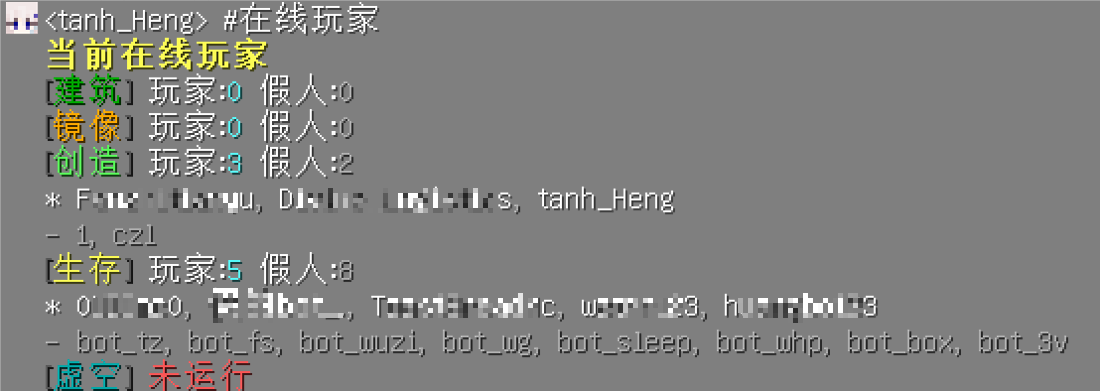 <tanh_Heng> #在线玩家
当前在线玩家
[建筑] 玩家:0 假人:0
[镜像] 玩家:0 假人:0
[创造] 玩家:3 假人:2
* tanh_Heng
- 1, czl
[生存] 玩家:5 假人:8
- bot_tz, bot_fs, bot_wuzi, bot_wg, bot_sleep, bot_whp, bot_box, bot_3v
[虚空] 未运行